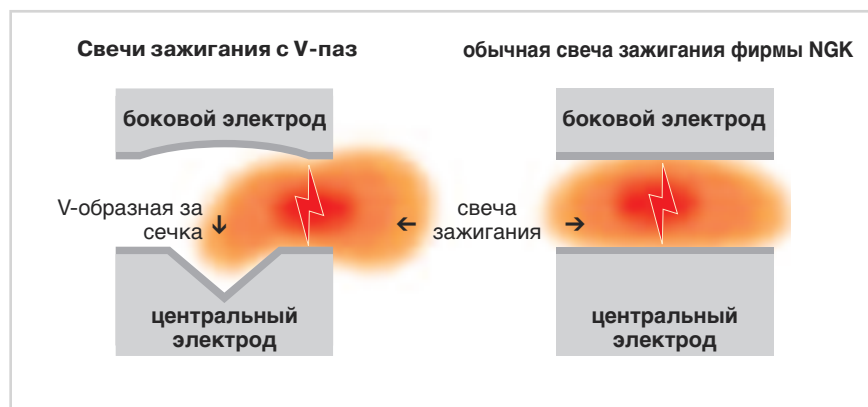 Свечи зажигания с V-паз
обычная свеча зажигания фирмы NGK
боковой электрод
V-образная за
сечка
центральный
электрод
свеча
зажигания
боковой электрод
центральный
электрод